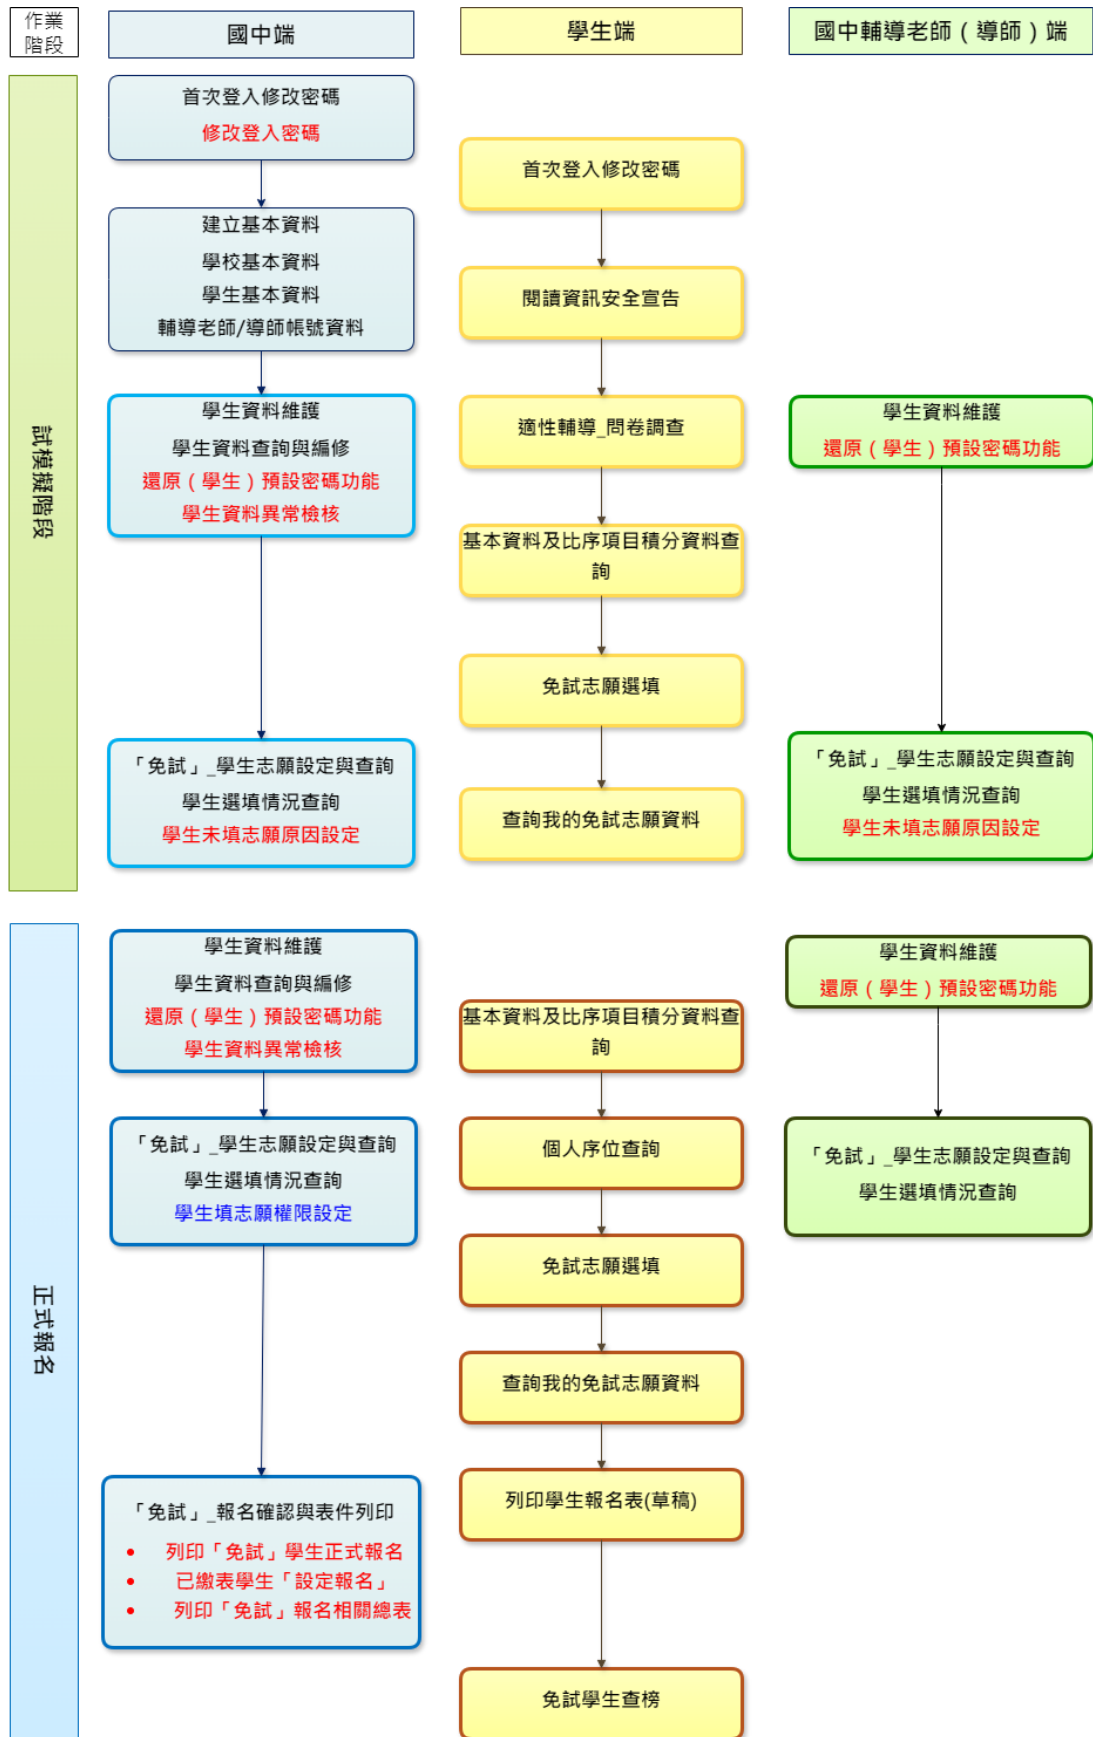 作業
階段
國中端
學生端
國中輔導老師（導師）端
試模擬階段
首次登入修改密碼
修改登入密碼
建立基本資料
學校基本資料
學生基本資料
輔導老師/導師帳號資料
學生資料維護
學生資料查詢與編修
還原（學生）預設密碼功能
學生資料異常檢核
「免試」_學生志願設定與查詢
學生選填情況查詢
學生未填志願原因設定
首次登入修改密碼
閱讀資訊安全宣告
適性輔導_問卷調查
基本資料及比序項目積分資料查
詢
免試志願選填
查詢我的免試志願資料
學生資料維護
還原（學生）預設密碼功能
「免試」_學生志願設定與查詢
學生選填情況查詢
學生未填志願原因設定
正式報名
學生資料維護
學生資料查詢與編修
還原（學生）預設密碼功能
學生資料異常檢核
「免試」_學生志願設定與查詢
學生選填情況查詢
學生填志願權限設定
「免試」_報名確認與表件列印
• 列印「免試」學生正式報名
• 已繳表學生「設定報名」
• 列印「免試」報名相關總表
基本資料及比序項目積分資料查
詢
個人序位查詢
免試志願選填
查詢我的免試志願資料
列印學生報名表(草稿)
免試學生查榜
學生資料維護
還原（學生）預設密碼功能
「免試」_學生志願設定與查詢
學生選填情況查詢